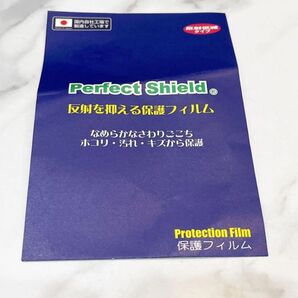 国内自社工場で
製造しています
反射低減
タイプ
Perfect Shield®
反射を抑える保護フィルム
なめらかなさわりごこち
ホコリ・汚れ・キズから保護
Protection Film
保護フィルム